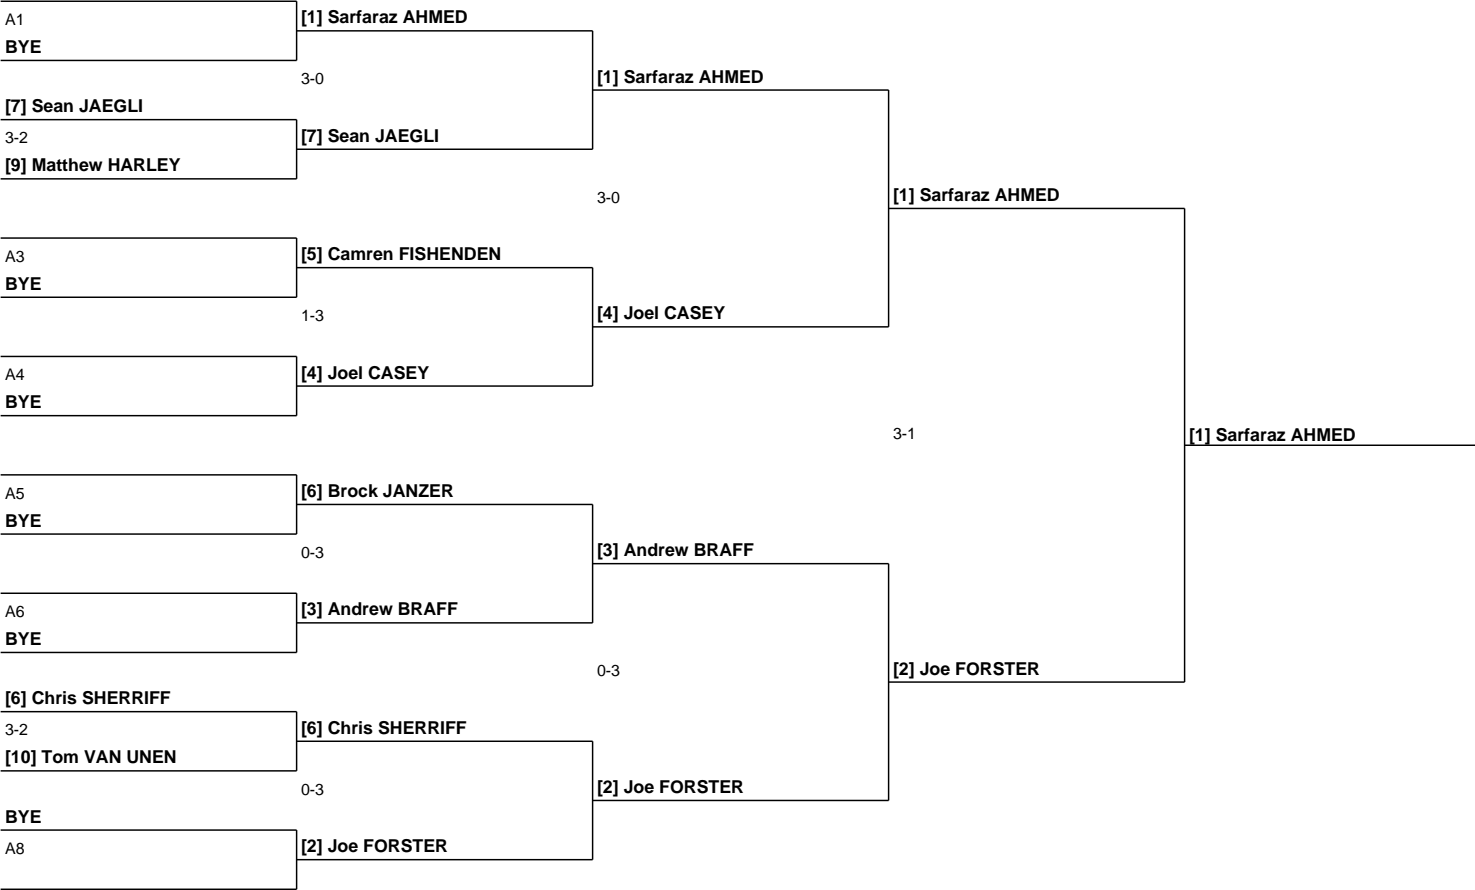 A1
BYE
[7] Sean JAEGLI
3-2
[9] Matthew HARLEY
A3
BYE
A4
BYE
A5
BYE
A6
BYE
[6] Chris SHERRIFF
3-2
[10] Tom VAN UNEN
BYE
A8
[1] Sarfaraz AHMED
3-0
[7] Sean JAEGLI
[5] Camren FISHENDEN
1-3
[4] Joel CASEY
[6] Brock JANZER
0-3
[3] Andrew BRAFF
[6] Chris SHERRIFF
0-3
[2] Joe FORSTER
[1] Sarfaraz AHMED
3-0
[4] Joel CASEY
[3] Andrew BRAFF
0-3
[2] Joe FORSTER
[1] Sarfaraz AHMED
3-1
[2] Joe FORSTER
[1] Sarfaraz AHMED